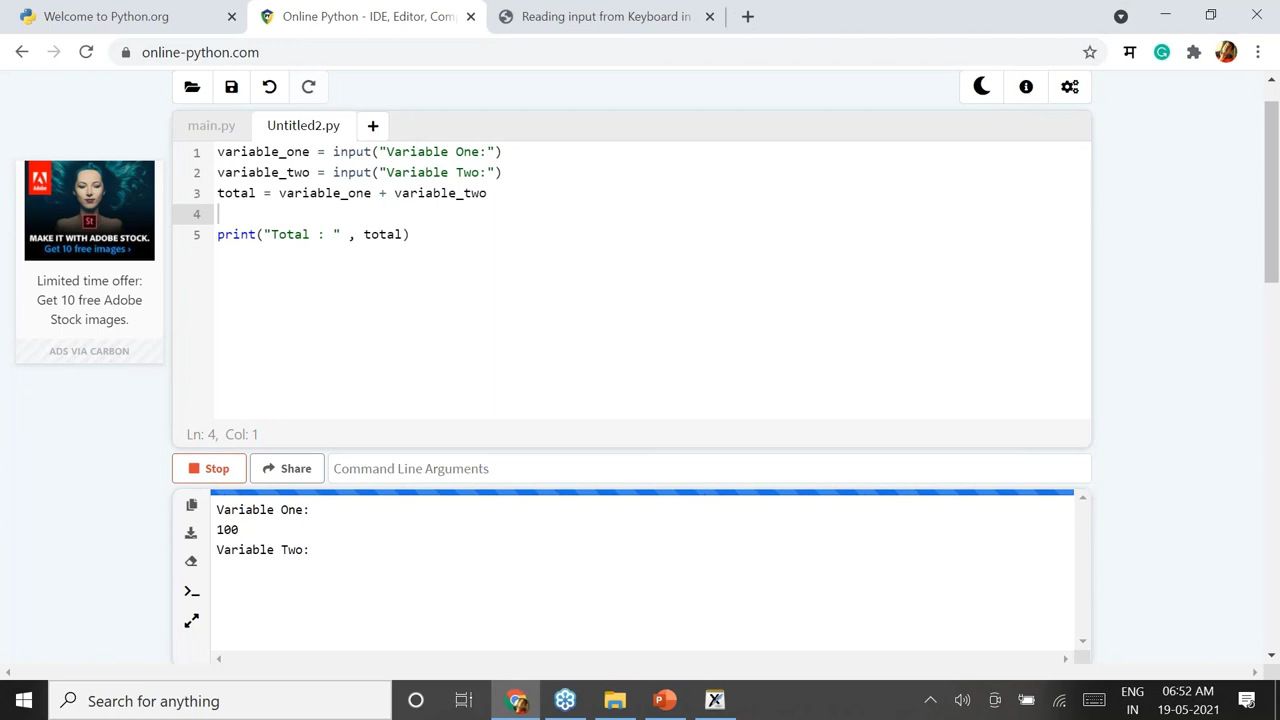 Welcome to Python.org
Online Python - IDE, Editor, Com
Reading input from Keyboard in
online-python.com
म
G
main.py
Untitled2.py
1 variable_one = input("Variable One:")
2 variable_two = input("Variable Two:")
3 total = variable_one + variable_two
4
5 print("Total : " , total)
Ln: 4, Col: 1
St
MAKE IT WITH ADOBE STOCK.
Get 10 free images ›
Limited time offer:
Get 10 free Adobe
Stock images.
ADS VIA CARBON
Stop
Share
Command Line Arguments
Variable One:
100
Variable Two:
Search for anything
ENG
IN
06:52 AM
19-05-2021